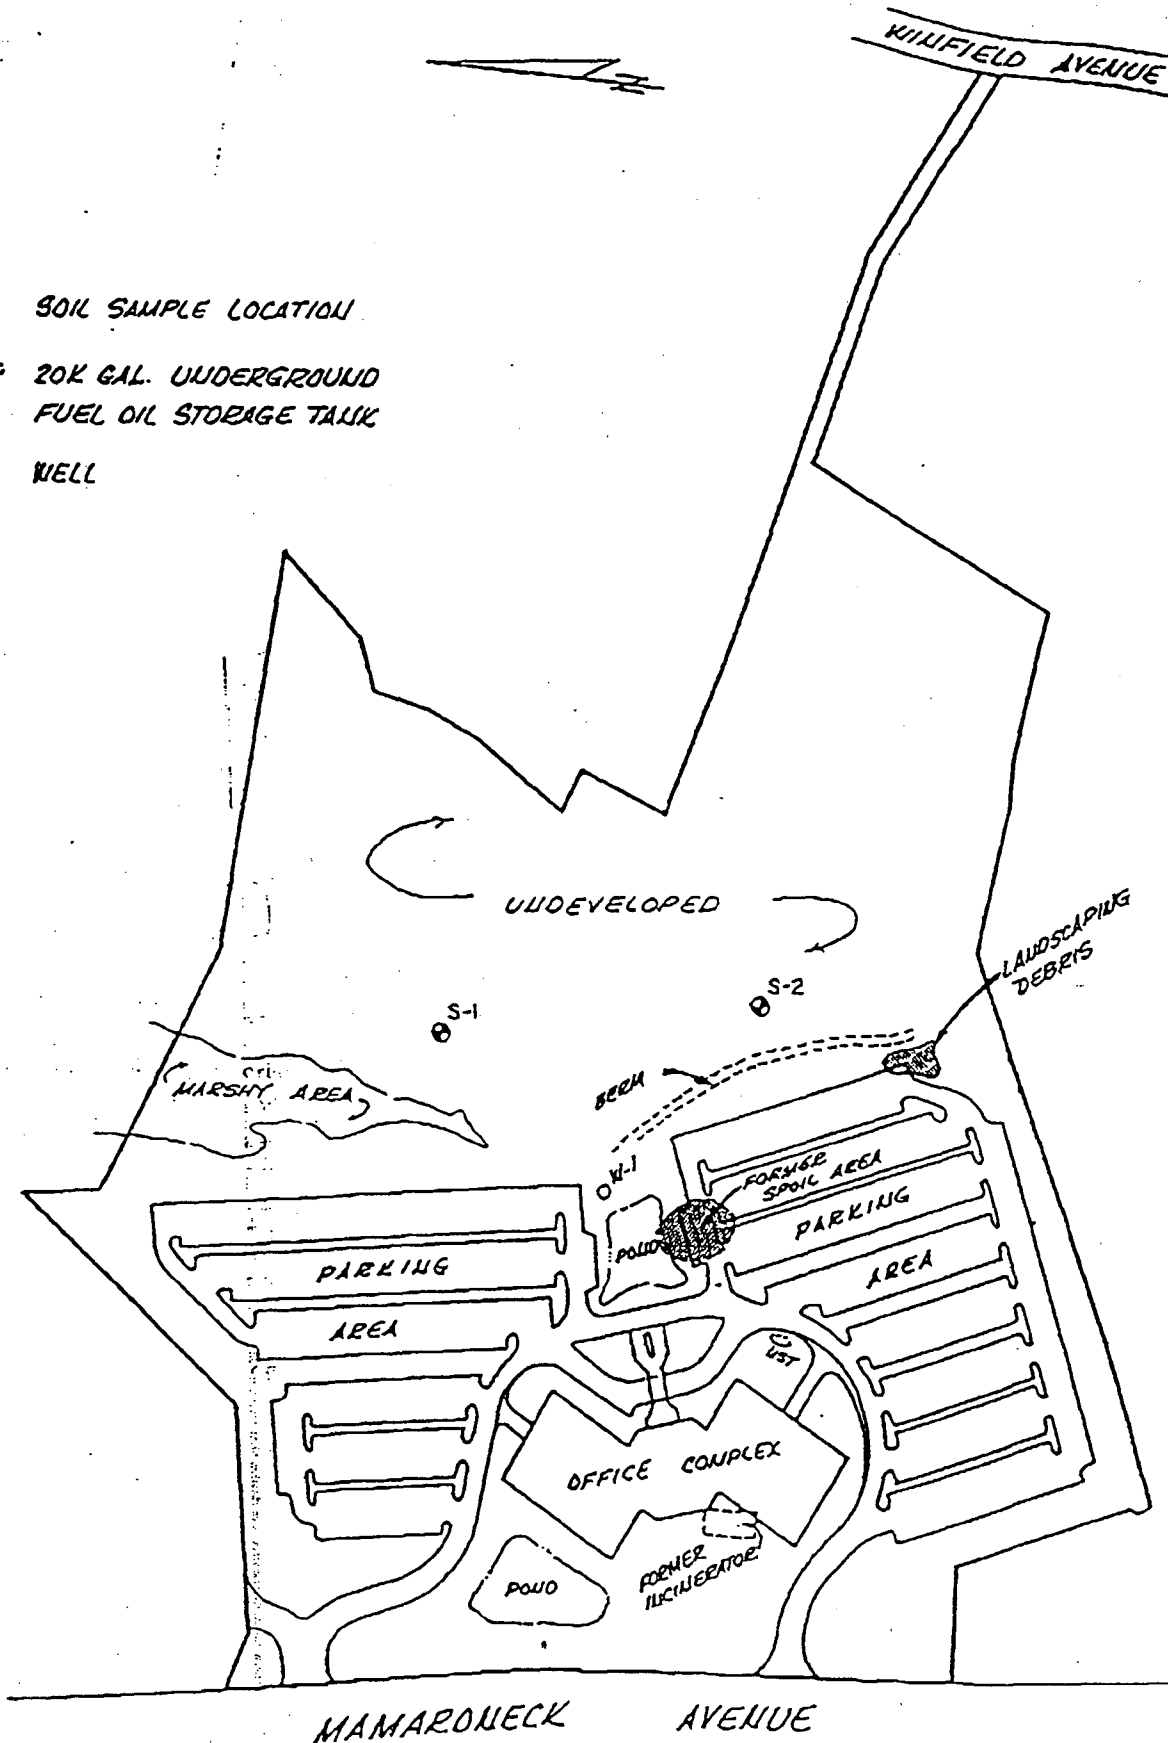 WINFIELD AVENUE
N
SOIL SAMPLE LOCATION
20K GAL. UNDERGROUND
FUEL OIL STORAGE TANK
WELL
UNDEVELOPED
LANDSCAPING
DEBRIS
S-1
S-2
MARSHY AREA
BERM
W-1
FORMER
SPOIL AREA
POND
PARKING
AREA
PARKING
AREA
UST
OFFICE COMPLEX
FORMER
INCINERATOR
POND
MAMARONECK AVENUE